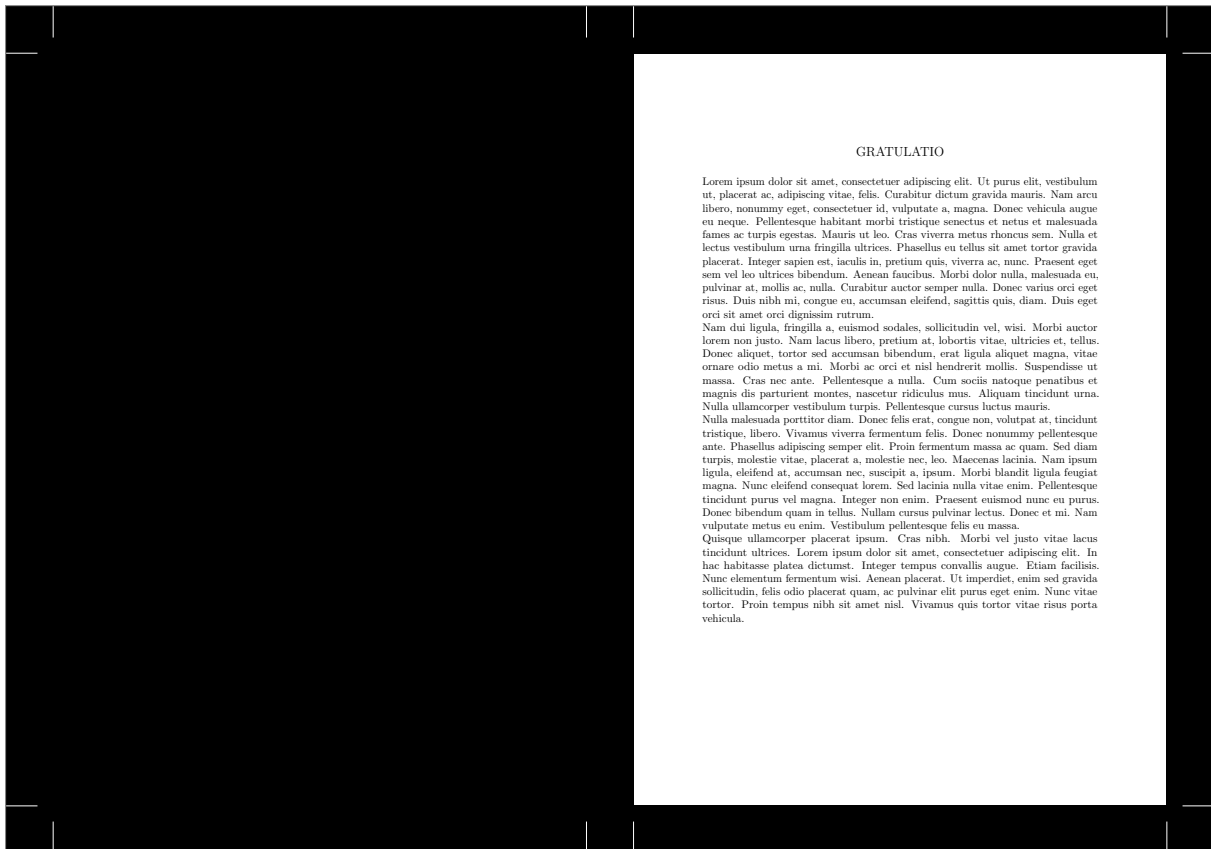 GRATULATIO
Lorem ipsum dolor sit amet, consectetuer adipiscing elit. Ut purus elit, vestibulum
ut, placerat ac, adipiscing vitae, felis. Curabitur dictum gravida mauris. Nam arcu
libero, nonummy eget, consectetuer id, vulputate a, magna. Donec vehicula augue
eu neque. Pellentesque habitant morbi tristique senectus et netus et malesuada
fames ac turpis egestas. Mauris ut leo. Cras viverra metus rhoncus sem. Nulla et
lectus vestibulum urna fringilla ultrices. Phasellus eu tellus sit amet tortor gravida
placerat. Integer sapien est, iaculis in, pretium quis, viverra ac, nunc. Praesent eget
sem vel leo ultrices bibendum. Aenean faucibus. Morbi dolor nulla, malesuada eu,
pulvinar at, mollis ac, nulla. Curabitur auctor semper nulla. Donec varius orci eget
risus. Duis nibh mi, congue eu, accumsan eleifend, sagittis quis, diam. Duis eget
orci sit amet orci dignissim rutrum.
Nam dui ligula, fringilla a, euismod sodales, sollicitudin vel, wisi. Morbi auctor
lorem non justo. Nam lacus libero, pretium at, lobortis vitae, ultricies et, tellus.
Donec aliquet, tortor sed accumsan bibendum, erat ligula aliquet magna, vitae
ornare odio metus a mi. Morbi ac orci et nisl hendrerit mollis. Suspendisse ut
massa. Cras nec ante. Pellentesque a nulla. Cum sociis natoque penatibus et
magnis dis parturient montes, nascetur ridiculus mus. Aliquam tincidunt urna.
Nulla ullamcorper vestibulum turpis. Pellentesque cursus luctus mauris.
Nulla malesuada porttitor diam. Donec felis erat, congue non, volutpat at, tincidunt
tristique, libero. Vivamus viverra fermentum felis. Donec nonummy pellentesque
ante. Phasellus adipiscing semper elit. Proin fermentum massa ac quam. Sed diam
turpis, molestie vitae, placerat a, molestie nec, leo. Maecenas lacinia. Nam ipsum
ligula, eleifend at, accumsan nec, suscipit a, ipsum. Morbi blandit ligula feugiat
magna. Nunc eleifend consequat lorem. Sed lacinia nulla vitae enim. Pellentesque
tincidunt purus vel magna. Integer non enim. Praesent euismod nunc eu purus.
Donec bibendum quam in tellus. Nullam cursus pulvinar lectus. Donec et mi. Nam
vulputate metus eu enim. Vestibulum pellentesque felis eu massa.
Quisque ullamcorper placerat ipsum. Cras nibh. Morbi vel justo vitae lacus
tincidunt ultrices. Lorem ipsum dolor sit amet, consectetuer adipiscing elit. In
hac habitasse platea dictumst. Integer tempus convallis augue. Etiam facilisis.
Nunc elementum fermentum wisi. Aenean placerat. Ut imperdiet, enim sed gravida
sollicitudin, felis odio placerat quam, ac pulvinar elit purus eget enim. Nunc vitae
tortor. Proin tempus nibh sit amet nisl. Vivamus quis tortor vitae risus porta
vehicula.